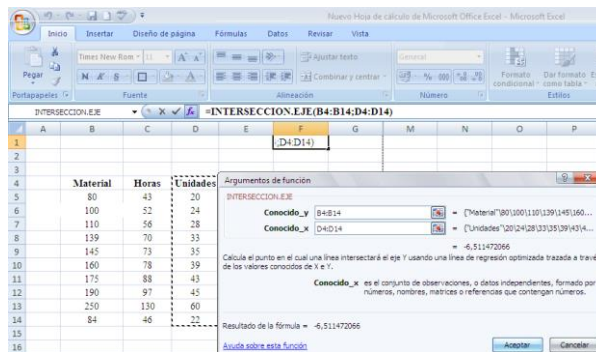 Nuevo Hoja de cálculo de Microsoft Office Excel - Microsoft Excel
Inicio Insertar Diseño de página Fórmulas Datos Revisar Vista
Times New Rom 11 A A Ajustar texto General
Pegar N K S A Combinar y centrar % 000 Formato condicional Dar formato como tabla
Portapapeles Fuente Alineación Número Estilos
INTERSECCION.EJE =INTERSECCION.EJE(B4:B14;D4:D14)
A B C D E F G M N O P
1 ;D4:D14)
2
3
4 Material Horas Unidades
5 80 43 20
6 100 52 24
7 110 56 28
8 139 70 33
9 145 73 35
10 160 78 39
11 175 88 43
12 190 97 45
13 250 130 60
14 84 46 22
15
16
Argumentos de función
INTERSECCION.EJE
Conocido_y B4:B14 = {"Material"\80\100\110\139\145\160...
Conocido_x D4:D14 = {"Unidades"\20\24\28\33\35\39\43\4...
= -6,511472066
Calcula el punto en el cual una línea intersectará el eje Y usando una línea de regresión optimizada trazada a travé
de los valores conocidos de X e Y.
Conocido_x es el conjunto de observaciones, o datos independientes, formado por
números, nombres, matrices o referencias que contengan números.
Resultado de la fórmula = -6,511472066
Ayuda sobre esta función Aceptar Cancelar